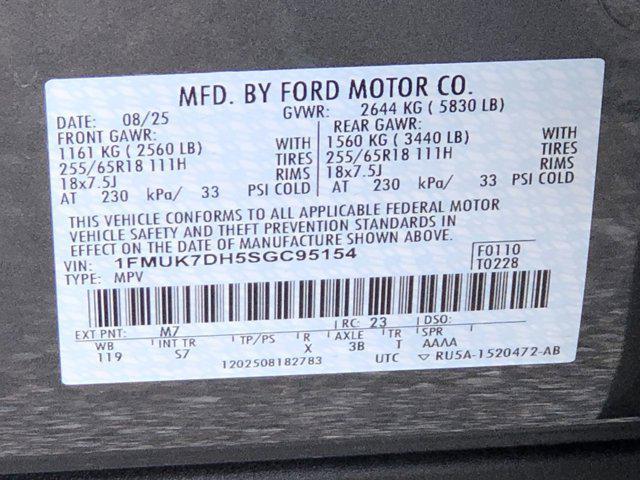 MFD. BY FORD MOTOR CO.
DATE: 08/25 GVWR: 2644 KG ( 5830 LB)
FRONT GAWR: REAR GAWR:
1161 KG ( 2560 LB) WITH 1560 KG ( 3440 LB) WITH
255/65R18 111H TIRES 255/65R18 111H TIRES
18x7.5J RIMS 18x7.5J RIMS
AT 230 kPa/ 33 PSI COLD AT 230 kPa/ 33 PSI COLD
THIS VEHICLE CONFORMS TO ALL APPLICABLE FEDERAL MOTOR
VEHICLE SAFETY AND THEFT PREVENTION STANDARDS IN
EFFECT ON THE DATE OF MANUFACTURE SHOWN ABOVE.
VIN: 1FMUK7DH5SGC95154 F0110
TYPE: MPV T0228
EXT PNT: M7 RC: 23 DSO:
WB INT TR TP/PS R AXLE TR SPR
119 S7 X 3B T AAAA
1202508182783 UTC ▽ RU5A-1520472-AB